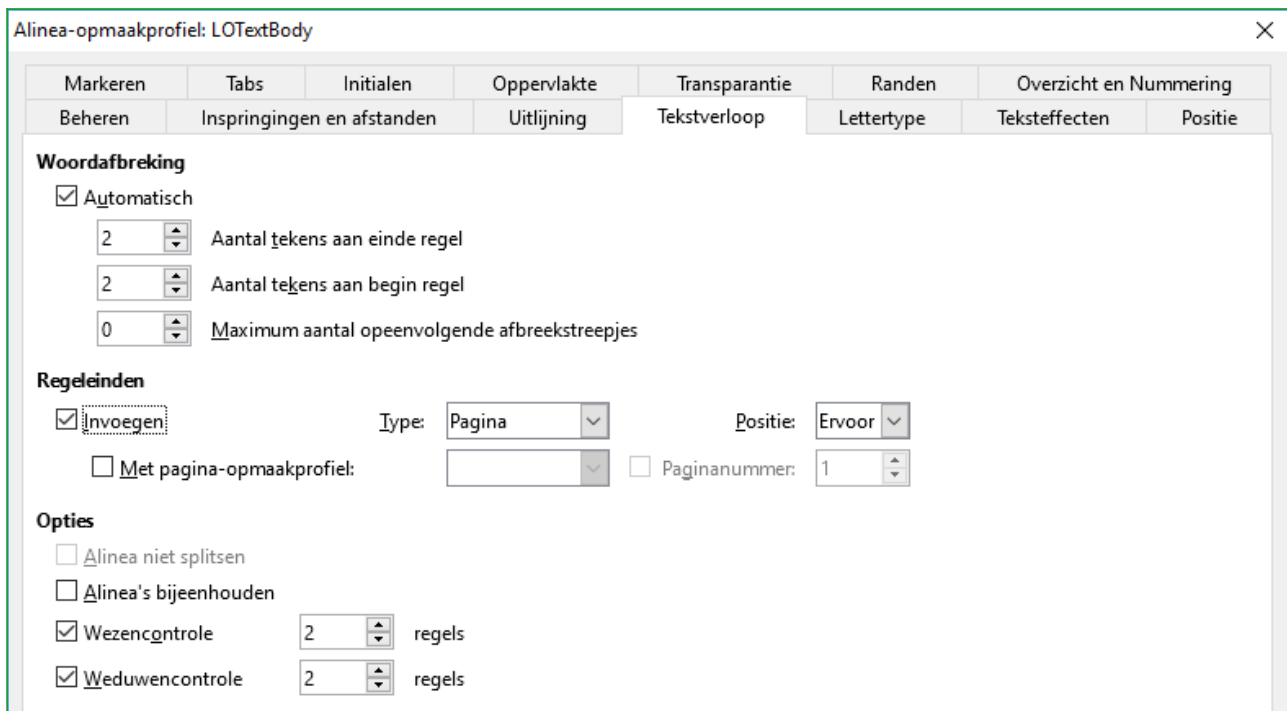 Alinea-opmaakprofiel: LOTextBody
Markeren Tabs Initialen Oppervlakte Transparantie Randen Overzicht en Nummering
Beheren Inspringingen en afstanden Uitlijning Tekstverloop Lettertype Teksteffecten Positie
Woordafbreking
Automatisch
2 Aantal tekens aan einde regel
2 Aantal tekens aan begin regel
0 Maximum aantal opeenvolgende afbreekstreepjes
Regeleinden
Invoegen Type: Pagina Positie: Ervoor
Met pagina-opmaakprofiel: Paginanummer: 1
Opties
Alinea niet splitsen
Alinea's bijeenhouden
Wezencontrole 2 regels
Weduwencontrole 2 regels